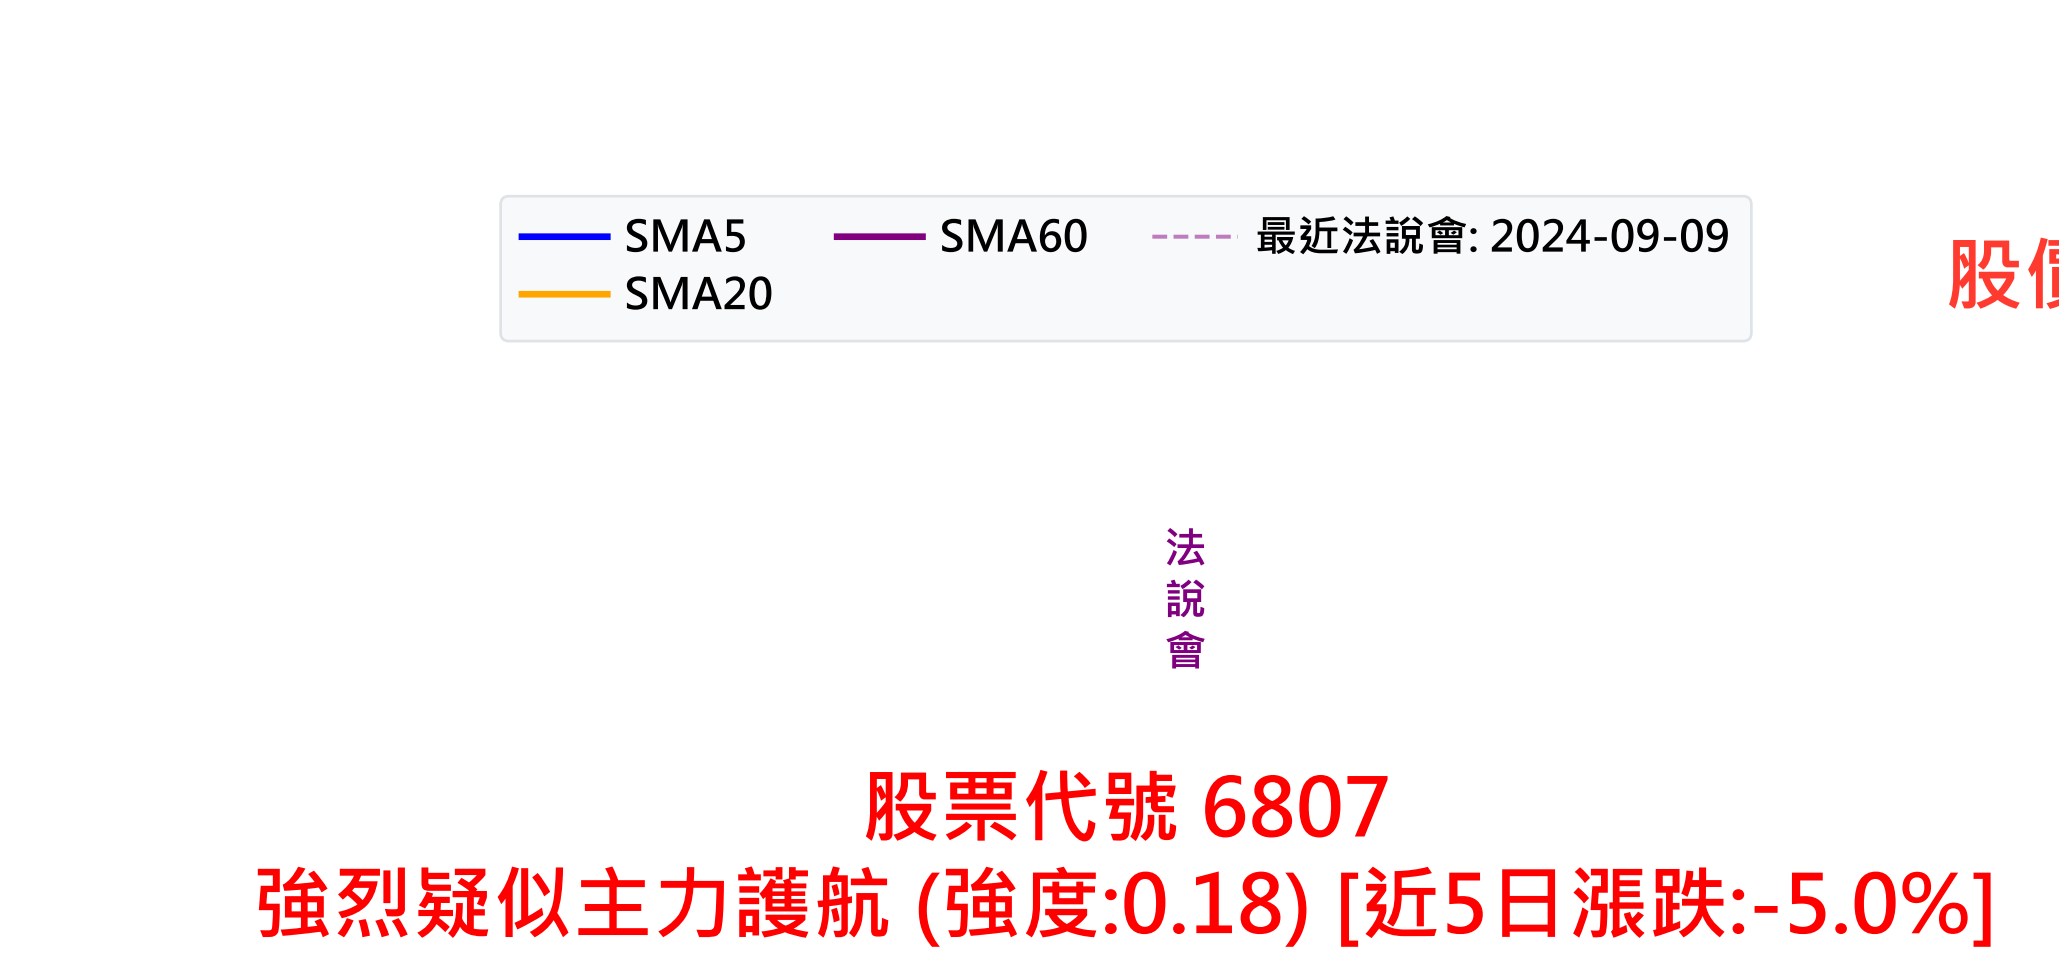 SMA5
SMA20
SMA60
最近法說會: 2024-09-09
股
法
說
會
股票代號 6807
強烈疑似主力護航 (強度:0.18) [近5日漲跌:-5.0%]